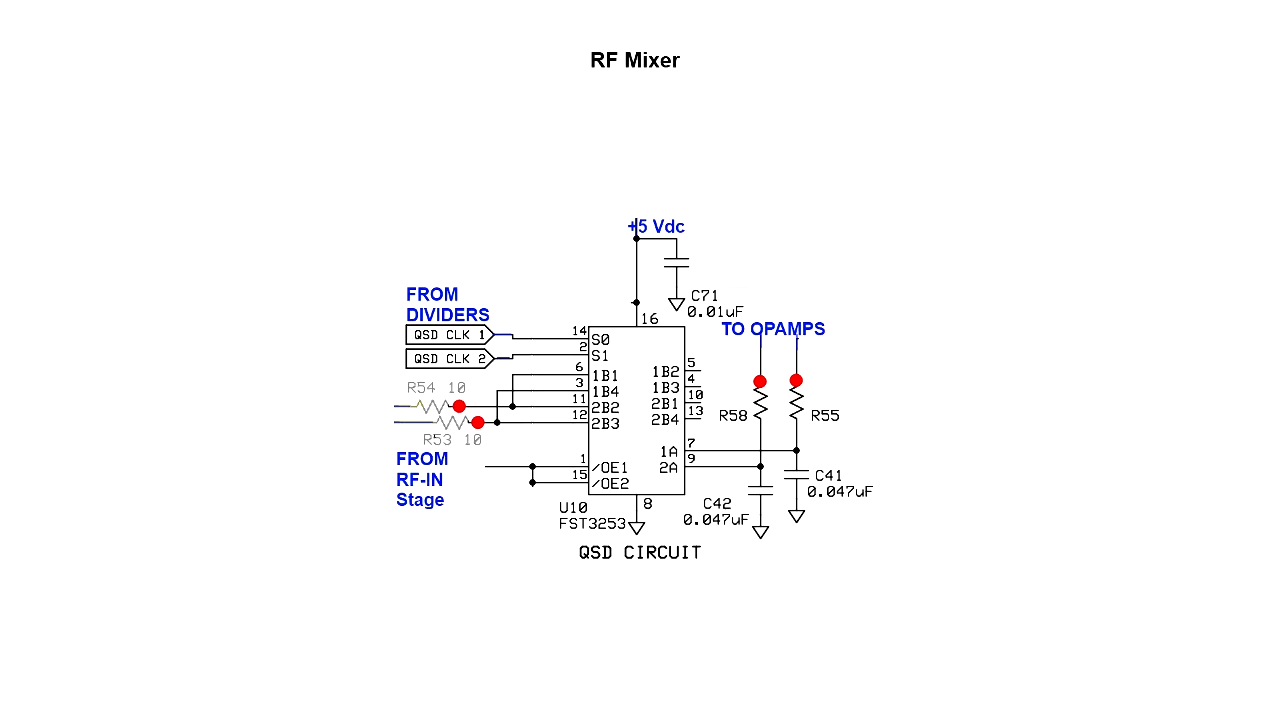 RF Mixer
+5 Vdc
C71
0.01uF
FROM
DIVIDERS
QSD CLK 1
QSD CLK 2
TO OPAMPS
16
14
2
6
3
11
12
1
15
S0
S1
1B1
1B4
2B2
2B3
/OE1
/OE2
1B2
1B3
2B1
2B4
1A
2A
5
4
10
13
7
9
8
R54 10
R53 10
FROM
RF-IN
Stage
R58
R55
C41
0.047uF
C42
0.047uF
U10
FST3253
QSD CIRCUIT